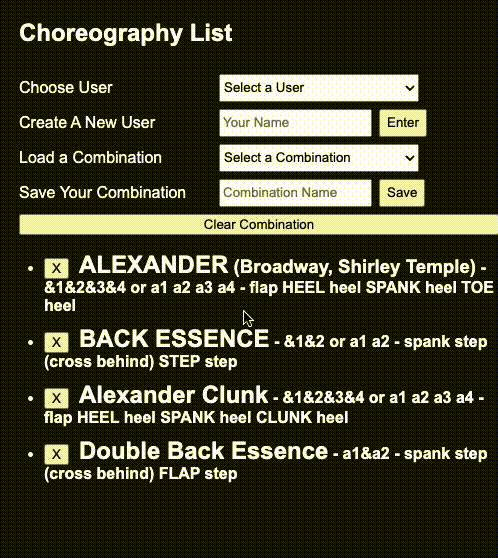 Choreography List
Choose User Select a User
Create A New User Your Name Enter
Load a Combination Select a Combination
Save Your Combination Combination Name Save
Clear Combination
X ALEXANDER (Broadway, Shirley Temple) -
&1&2&3&4 or a1 a2 a3 a4 - flap HEEL heel SPANK heel TOE
heel
X BACK ESSENCE - &1&2 or a1 a2 - spank step
(cross behind) STEP step
X Alexander Clunk - &1&2&3&4 or a1 a2 a3 a4 -
flap HEEL heel SPANK heel CLUNK heel
X Double Back Essence - a1&a2 - spank step
(cross behind) FLAP step